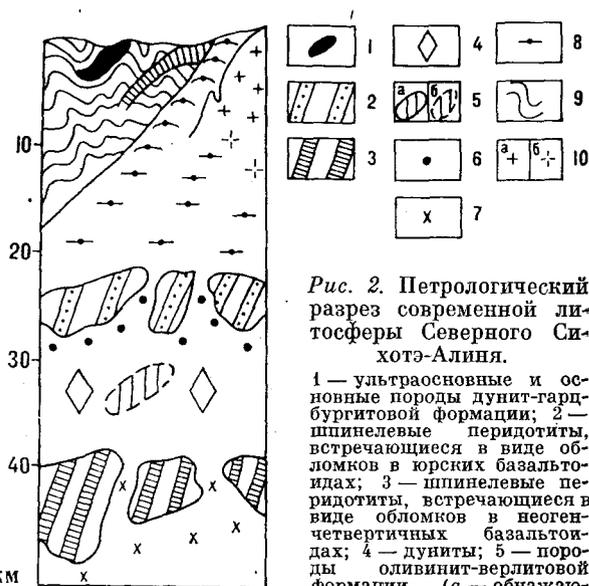 1
4
8
2
а б
5
9
3
6
а б
10
7
10
20
30
40
км
Рис. 2. Петрологический
разрез современной ли-
тосферы Северного Си-
хотэ-Алиня.
1 — ультраосновные и ос-
новные породы дунит-гарц-
бургитовой формации; 2 —
шпинелевые перидотиты,
встречающиеся в виде об-
ломков в юрских базальто-
идах; 3 — шпинелевые пе-
ридотиты, встречающиеся в
виде обломков в неоген-
четвертичных базальтои-
дах; 4 — дуниты; 5 — поро-
ды оливинит-верлитовой
формации (а — обнажаю-